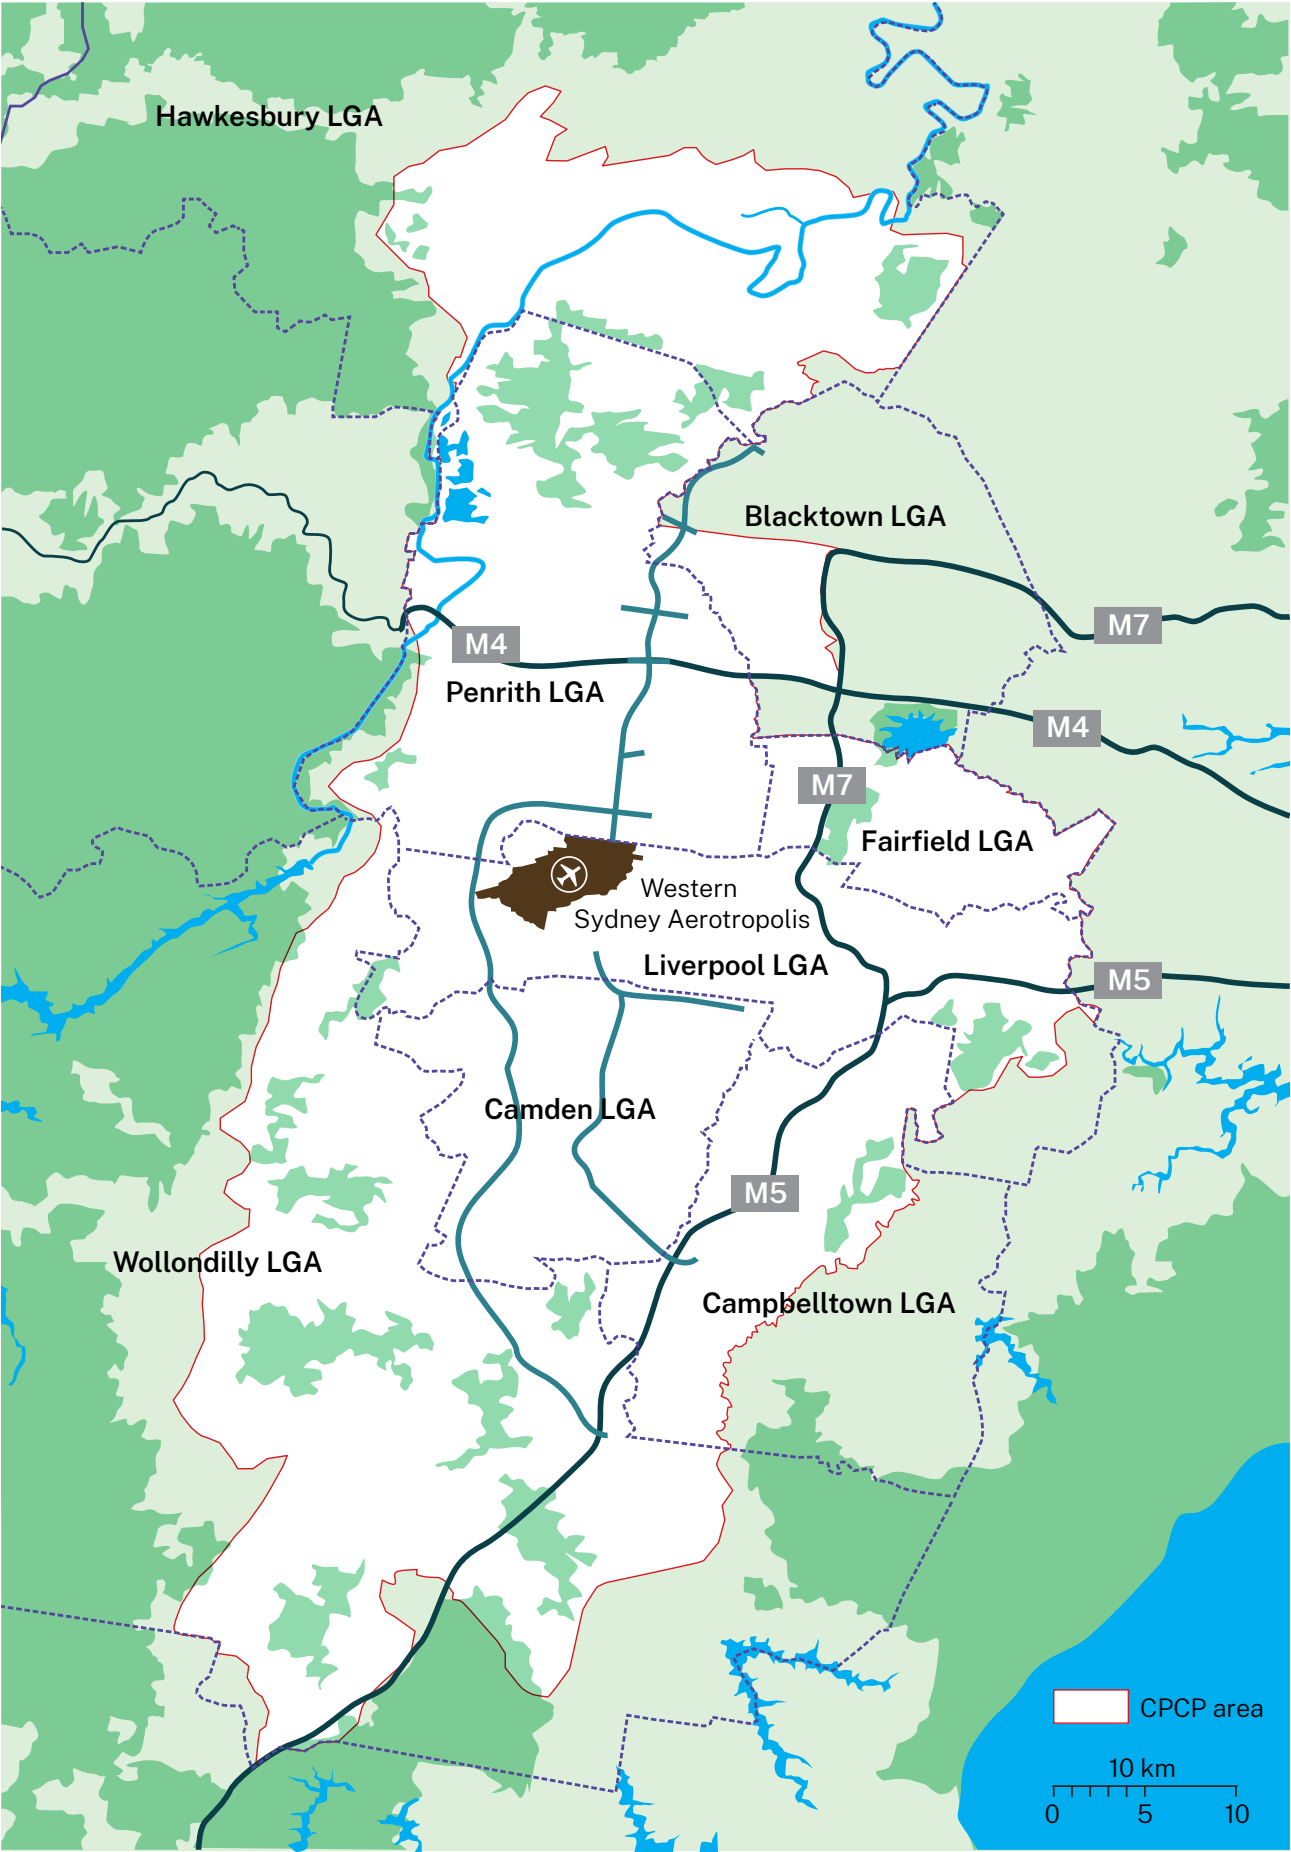 Hawkesbury LGA
Blacktown LGA
M7
M4
Penrith LGA
M4
M7
Fairfield LGA
Western
Sydney Aerotropolis
Liverpool LGA
M5
Camden LGA
M5
Wollondilly LGA
Campbelltown LGA
CPCP area
10 km
0 5 10